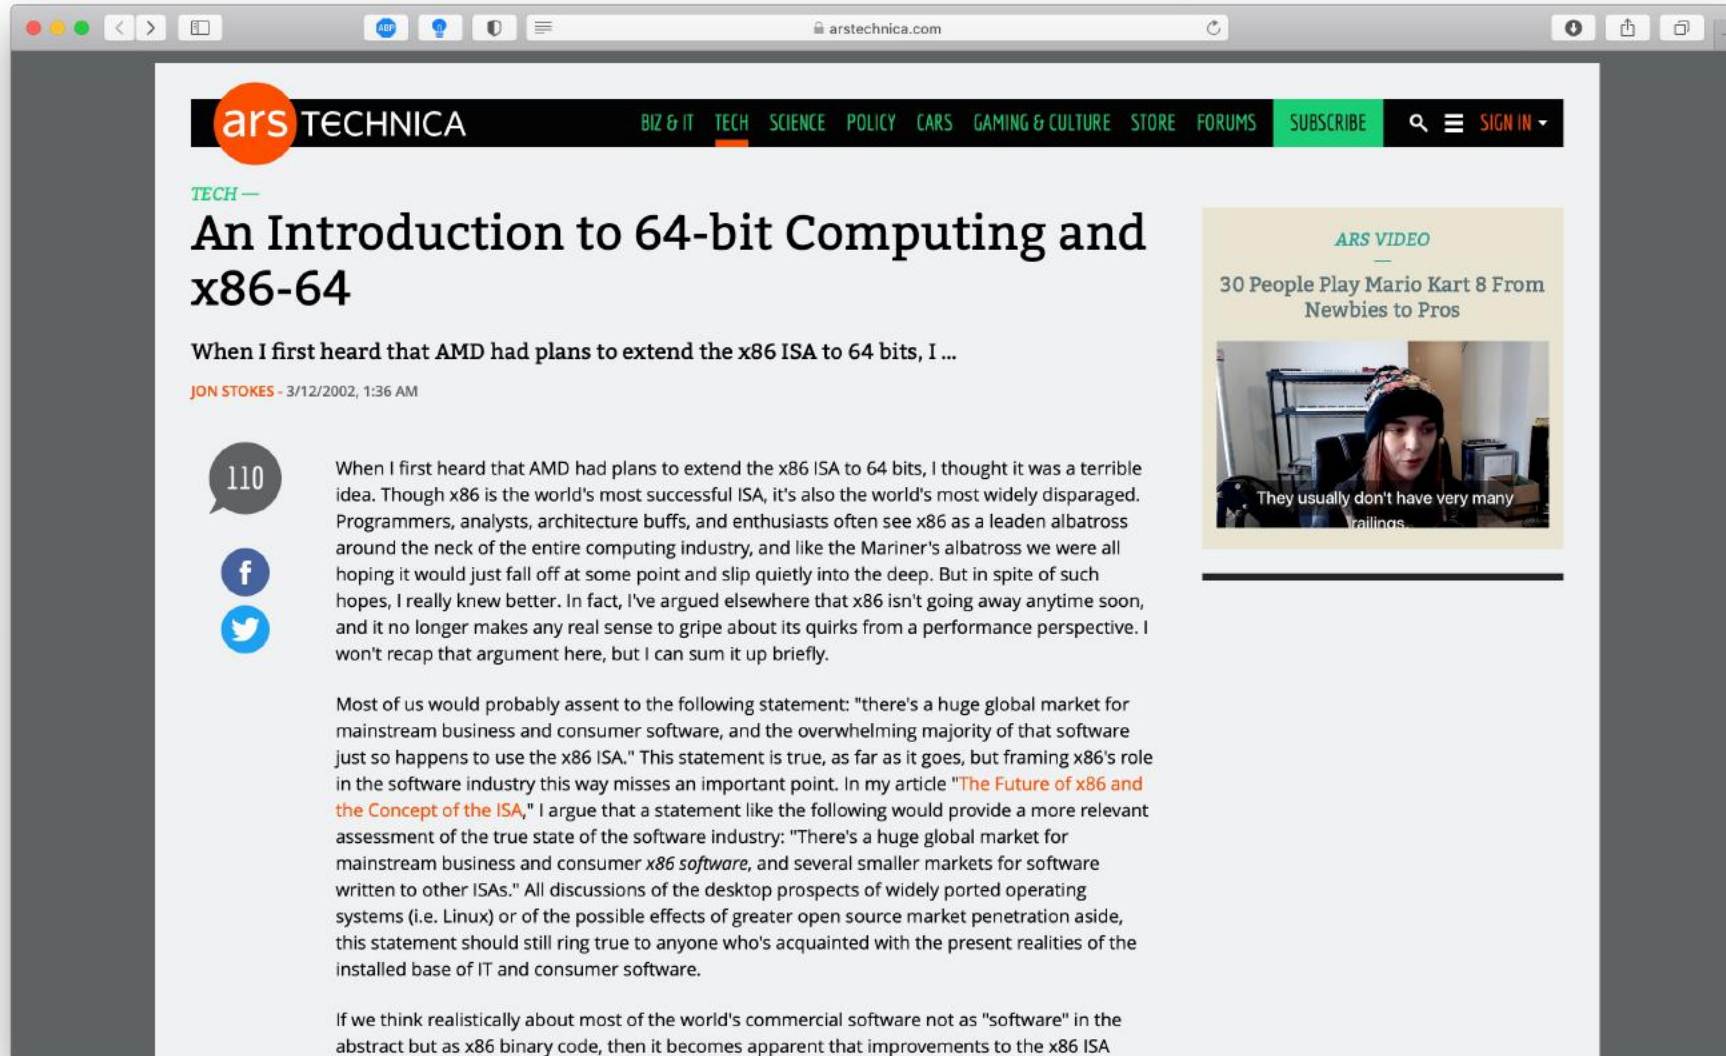 ABP
arstechnica.com
ars TECHNICA
BIZ & IT TECH SCIENCE POLICY CARS GAMING & CULTURE STORE FORUMS SUBSCRIBE SIGN IN
TECH —
An Introduction to 64-bit Computing and
x86-64
When I first heard that AMD had plans to extend the x86 ISA to 64 bits, I ...
JON STOKES - 3/12/2002, 1:36 AM
110
When I first heard that AMD had plans to extend the x86 ISA to 64 bits, I thought it was a terrible
idea. Though x86 is the world's most successful ISA, it's also the world's most widely disparaged.
Programmers, analysts, architecture buffs, and enthusiasts often see x86 as a leaden albatross
around the neck of the entire computing industry, and like the Mariner's albatross we were all
hoping it would just fall off at some point and slip quietly into the deep. But in spite of such
hopes, I really knew better. In fact, I've argued elsewhere that x86 isn't going away anytime soon,
and it no longer makes any real sense to gripe about its quirks from a performance perspective. I
won't recap that argument here, but I can sum it up briefly.
Most of us would probably assent to the following statement: "there's a huge global market for
mainstream business and consumer software, and the overwhelming majority of that software
just so happens to use the x86 ISA." This statement is true, as far as it goes, but framing x86's role
in the software industry this way misses an important point. In my article "The Future of x86 and
the Concept of the ISA," I argue that a statement like the following would provide a more relevant
assessment of the true state of the software industry: "There's a huge global market for
mainstream business and consumer x86 software, and several smaller markets for software
written to other ISAs." All discussions of the desktop prospects of widely ported operating
systems (i.e. Linux) or of the possible effects of greater open source market penetration aside,
this statement should still ring true to anyone who's acquainted with the present realities of the
installed base of IT and consumer software.
If we think realistically about most of the world's commercial software not as "software" in the
abstract but as x86 binary code, then it becomes apparent that improvements to the x86 ISA
ARS VIDEO
—
30 People Play Mario Kart 8 From
Newbies to Pros
They usually don't have very many
railings.